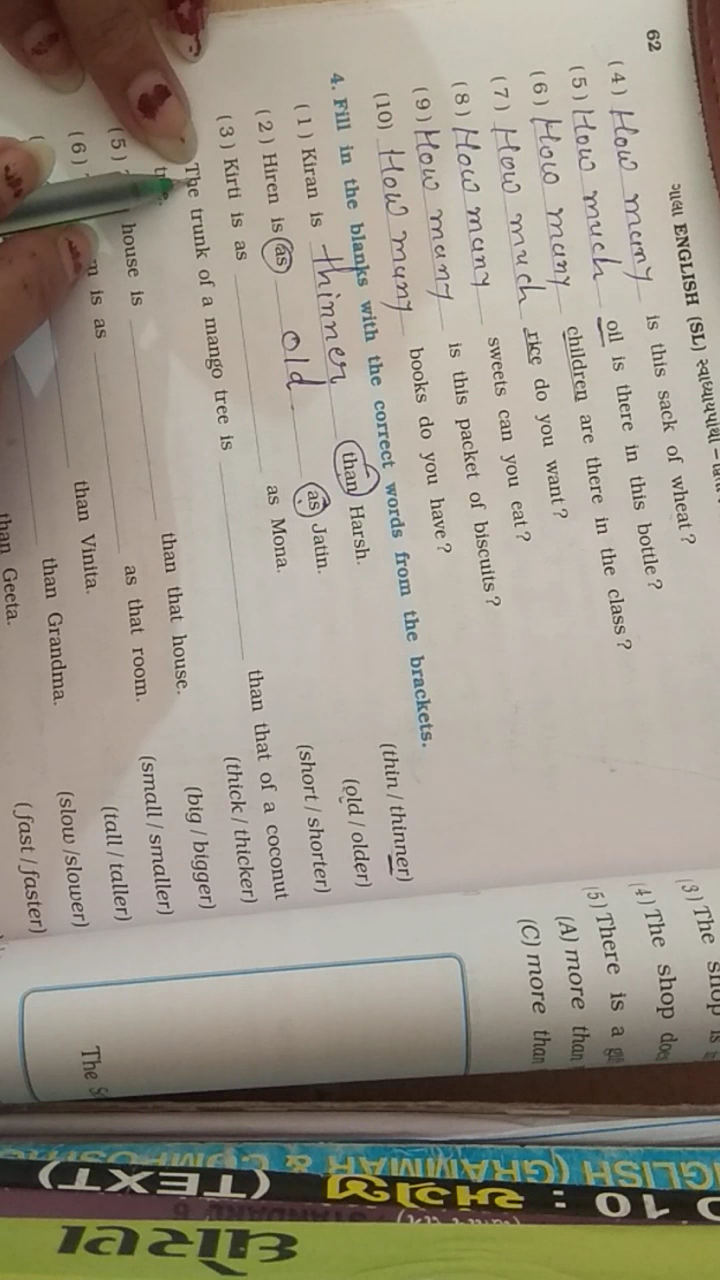 62
ગાલા ENGLISH (SL) સ્વાધ્યાયપોથી –
(4) How many is this sack of wheat?
(5) How much oil is there in this bottle?
(6) How many children are there in the class?
(7) How much rice do you want?
(8) How many sweets can you eat?
(9) How many is this packet of biscuits?
(10) How many books do you have?
4. Fill in the blanks with the correct words from the brackets.
(1) Kiran is thinner than Harsh. (thin / thinner)
(2) Hiren is as old as Jatin. (old / older)
(3) Kirti is as as Mona. (short / shorter)
The trunk of a mango tree is than that of a coconut
(thick / thicker)
(5) house is than that house. (big / bigger)
(6) is as as that room. (small / smaller)
than Vinita. (tall / taller)
than Grandma. (slow / slower)
than Geeta. (fast / faster)
(3) The shop is
(4) The shop
(5) There is a
(A) more than
(C) more than
The
(GRAMMAR &
10 : અંગ્રેજી (TEXT)
STANDARD 6
ધોરણ